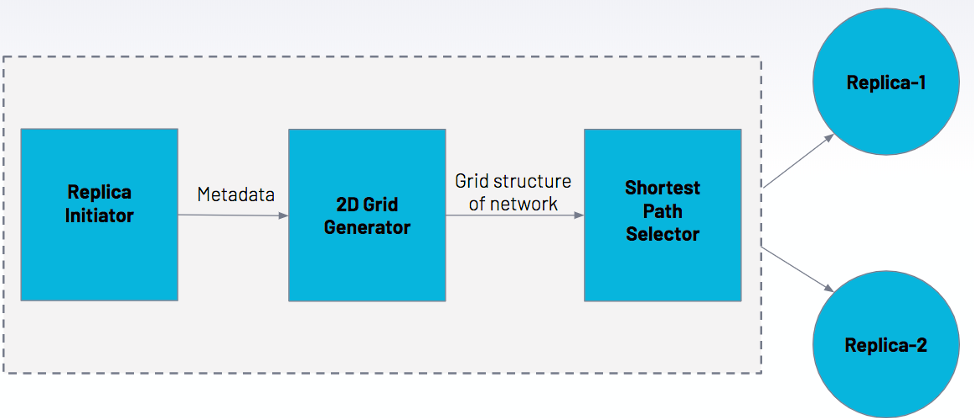 Replica-1
Replica
Initiator
Metadata
2D Grid
Generator
Grid structure
of network
Shortest
Path
Selector
Replica-2